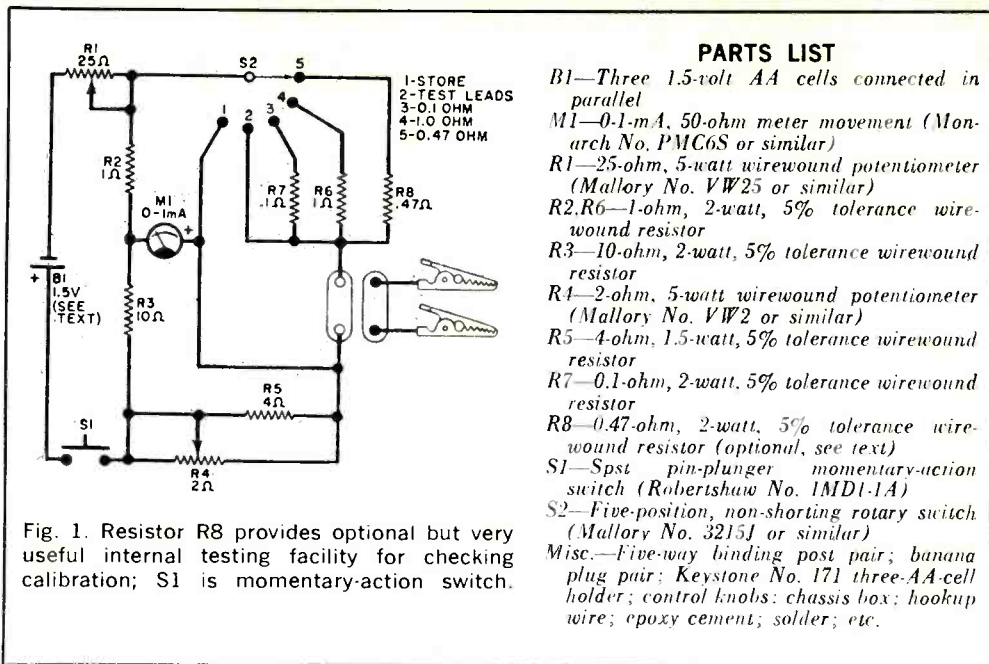 R1
25Ω
S2
5
1-STORE
2-TEST LEADS
3-0.1 OHM
4-1.0 OHM
5-0.47 OHM
4
1
2
3
R2
1Ω
R7
.1Ω
R6
1Ω
R8
.47Ω
M1
0-1mA
+
+
B1
1.5V
(SEE
TEXT)
R3
10Ω
R5
4Ω
S1
R4
2Ω
Fig. 1. Resistor R8 provides optional but very
useful internal testing facility for checking
calibration; S1 is momentary-action switch.
PARTS LIST
B1—Three 1.5-volt AA cells connected in
parallel
M1—0-1-mA, 50-ohm meter movement (Mon-
arch No. PMC6S or similar)
R1—25-ohm, 5-watt wirewound potentiometer
(Mallory No. VW25 or similar)
R2,R6—1-ohm, 2-watt, 5% tolerance wire-
wound resistor
R3—10-ohm, 2-watt, 5% tolerance wirewound
resistor
R4—2-ohm, 5-watt wirewound potentiometer
(Mallory No. VW2 or similar)
R5—4-ohm, 1.5-watt, 5% tolerance wirewound
resistor
R7—0.1-ohm, 2-watt, 5% tolerance wirewound
resistor
R8—0.47-ohm, 2-watt, 5% tolerance wire-
wound resistor (optional, see text)
S1—Spst pin-plunger momentary-action
switch (Robertshaw No. 1MD1-1A)
S2—Five-position, non-shorting rotary switch
(Mallory No. 3215J or similar)
Misc.—Five-way binding post pair; banana
plug pair; Keystone No. 171 three-AA-cell
holder; control knobs; chassis box; hookup
wire; epoxy cement; solder; etc.